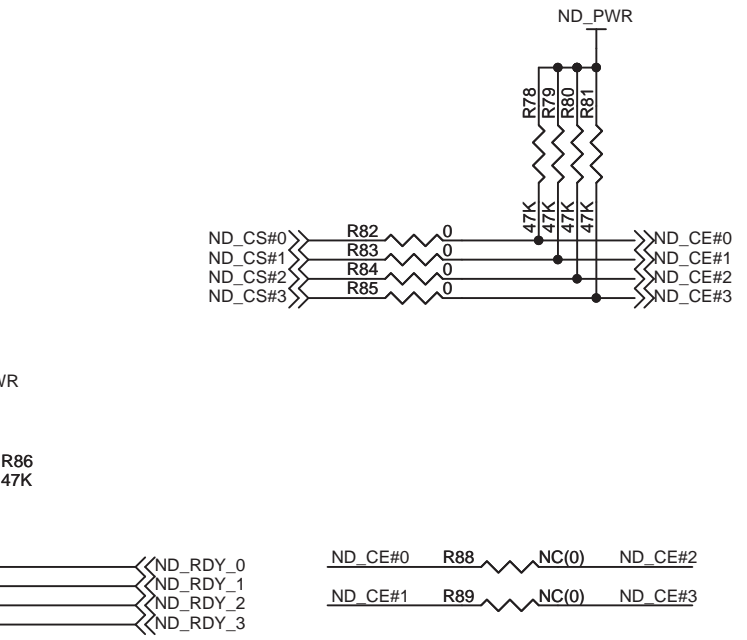 ND_PWR
R78
R79
R80
R81
47K
47K
47K
47K
ND_CS#0 R82 0 ND_CE#0
ND_CS#1 R83 0 ND_CE#1
ND_CS#2 R84 0 ND_CE#2
ND_CS#3 R85 0 ND_CE#3
WR
R86
47K
ND_RDY_0
ND_RDY_1
ND_RDY_2
ND_RDY_3
ND_CE#0 R88 NC(0) ND_CE#2
ND_CE#1 R89 NC(0) ND_CE#3